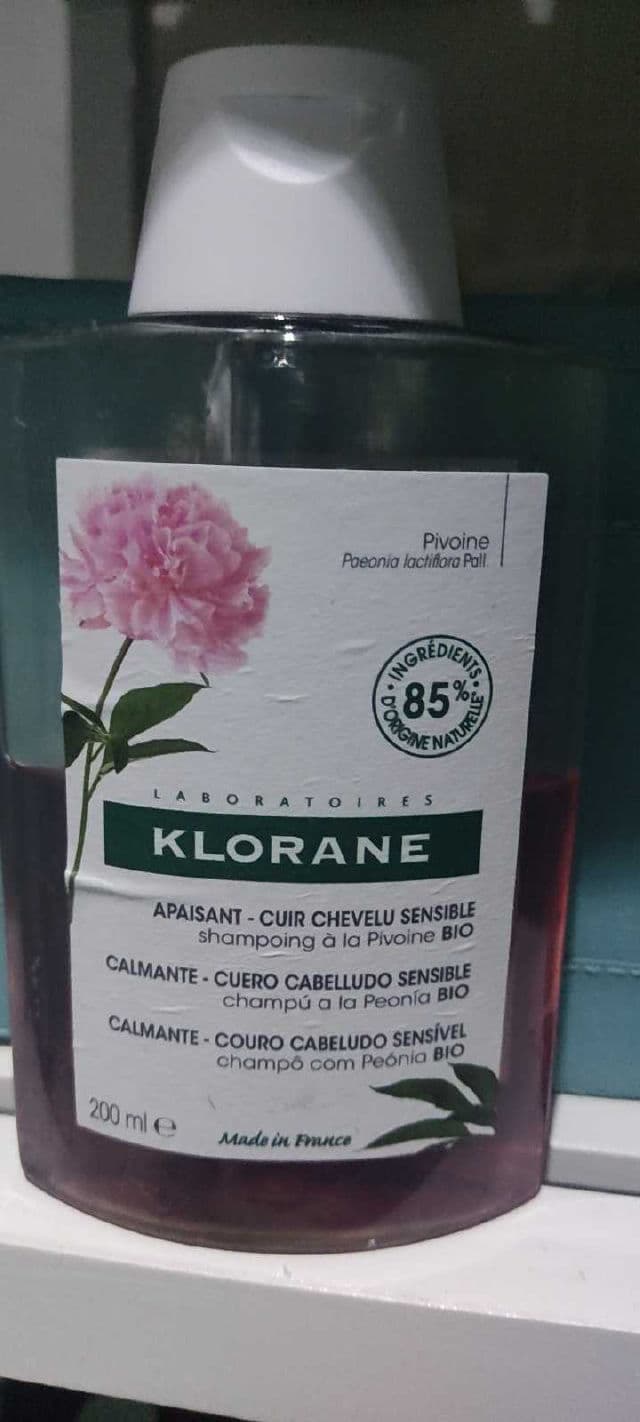 Pivoine
Paeonia lactiflora Pall.
• INGRÉDIENTS •
85%
D'ORIGINE NATURELLE
LABORATOIRES
KLORANE
APAISANT - CUIR CHEVELU SENSIBLE
shampoing à la Pivoine BIO
CALMANTE - CUERO CABELLUDO SENSIBLE
champú a la Peonía BIO
CALMANTE - COURO CABELUDO SENSÍVEL
champô com Peónia BIO
200 ml ℮
Made in France